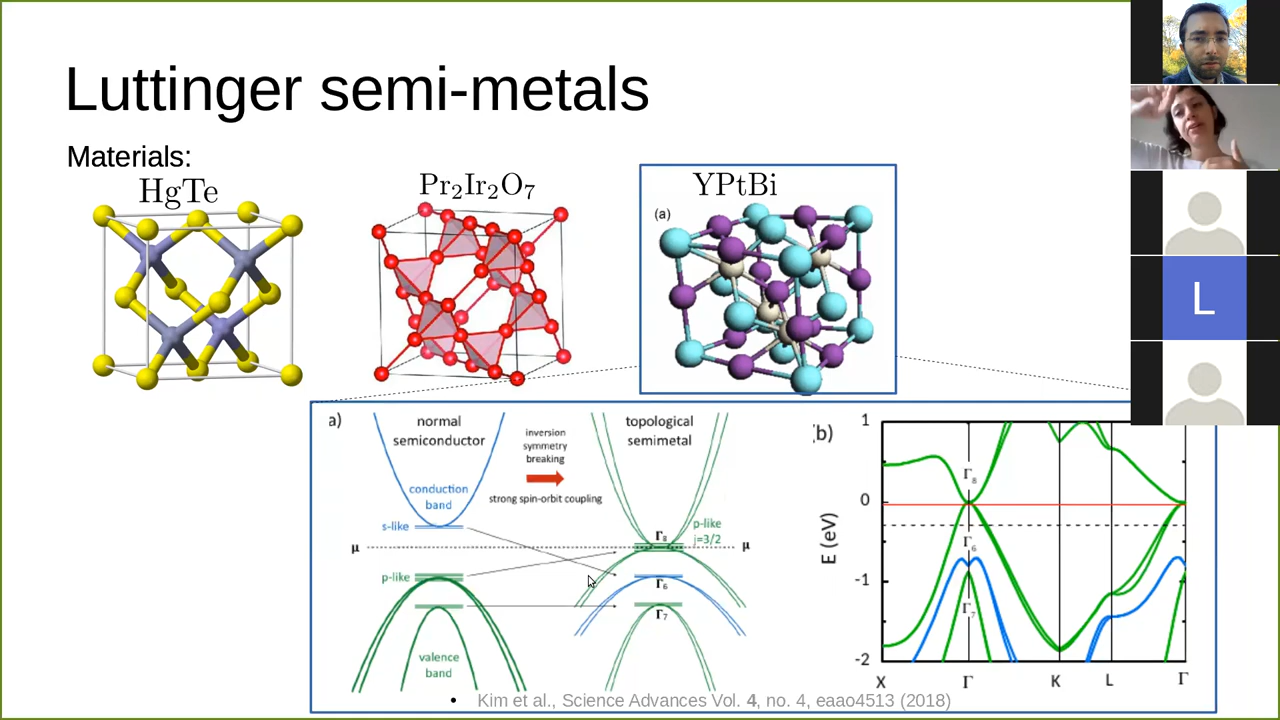 Luttinger semi-metals
Materials:
HgTe
Pr₂Ir₂O₇
YPtBi
(a)
L
a)
normal
semiconductor
inversion
symmetry
breaking
strong spin-orbit coupling
topological
semimetal
conduction
band
s-like
p-like
j=3/2
Γ₈
μ
μ
p-like
Γ₆
Γ₇
valence
band
(b)
E (eV)
1
0
-1
-2
Γ₈
Γ₆
Γ₇
X
Γ
K
L
Γ
• Kim et al., Science Advances Vol. 4, no. 4, eaao4513 (2018)